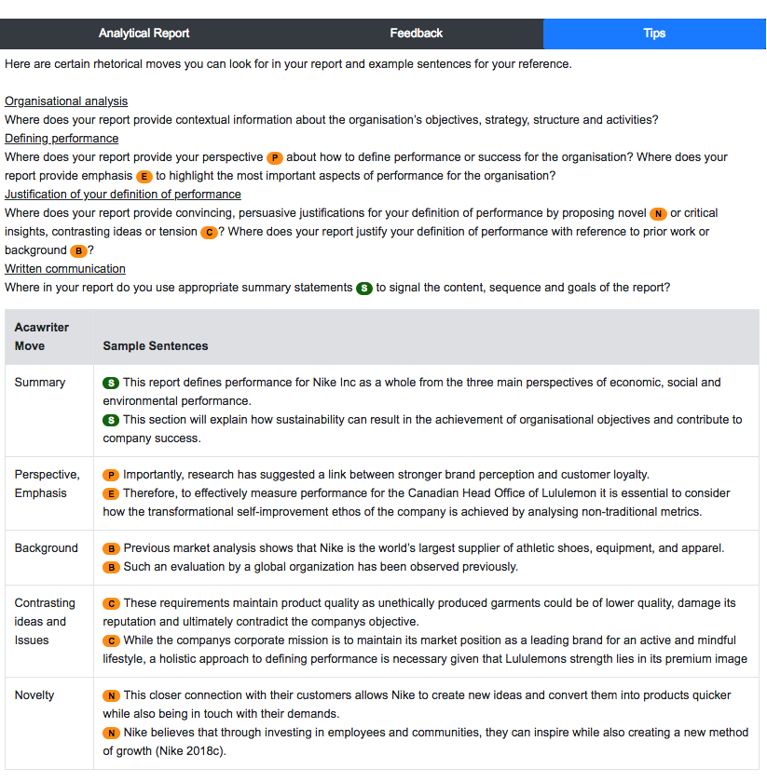 Analytical Report Feedback Tips
Here are certain rhetorical moves you can look for in your report and example sentences for your reference.
Organisational analysis
Where does your report provide contextual information about the organisation's objectives, strategy, structure and activities?
Defining performance
Where does your report provide your perspective P about how to define performance or success for the organisation? Where does your
report provide emphasis E to highlight the most important aspects of performance for the organisation?
Justification of your definition of performance
Where does your report provide convincing, persuasive justifications for your definition of performance by proposing novel N or critical
insights, contrasting ideas or tension C? Where does your report justify your definition of performance with reference to prior work or
background B?
Written communication
Where in your report do you use appropriate summary statements S to signal the content, sequence and goals of the report?
Acawriter
Move
Sample Sentences
Summary
S This report defines performance for Nike Inc as a whole from the three main perspectives of economic, social and
environmental performance.
S This section will explain how sustainability can result in the achievement of organisational objectives and contribute to
company success.
Perspective,
Emphasis
P Importantly, research has suggested a link between stronger brand perception and customer loyalty.
E Therefore, to effectively measure performance for the Canadian Head Office of Lululemon it is essential to consider
how the transformational self-improvement ethos of the company is achieved by analysing non-traditional metrics.
Background
B Previous market analysis shows that Nike is the world's largest supplier of athletic shoes, equipment, and apparel.
B Such an evaluation by a global organization has been observed previously.
Contrasting
ideas and
Issues
C These requirements maintain product quality as unethically produced garments could be of lower quality, damage its
reputation and ultimately contradict the companys objective.
C While the companys corporate mission is to maintain its market position as a leading brand for an active and mindful
lifestyle, a holistic approach to defining performance is necessary given that Lululemons strength lies in its premium image
Novelty
N This closer connection with their customers allows Nike to create new ideas and convert them into products quicker
while also being in touch with their demands.
N Nike believes that through investing in employees and communities, they can inspire while also creating a new method
of growth (Nike 2018c).